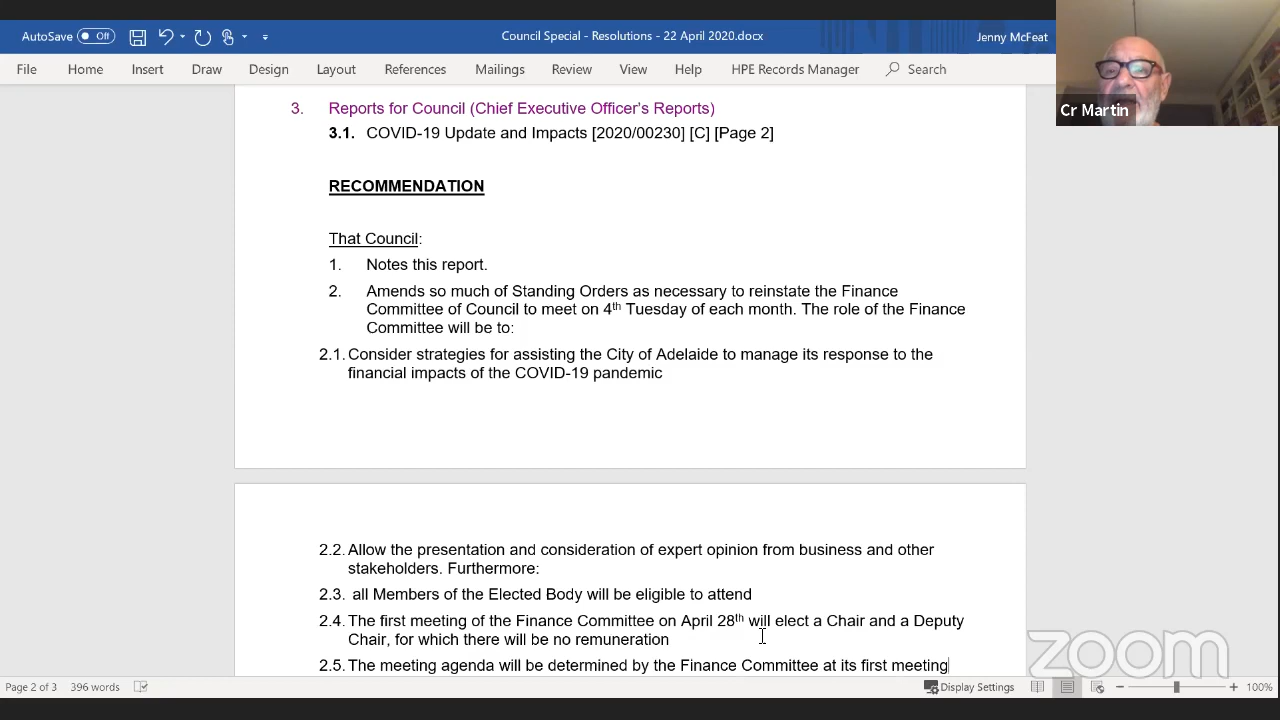 AutoSave Off
Council Special - Resolutions - 22 April 2020.docx
Jenny McFeat
File Home Insert Draw Design Layout References Mailings Review View Help HPE Records Manager Search
Cr Martin
3. Reports for Council (Chief Executive Officer's Reports)
3.1. COVID-19 Update and Impacts [2020/00230] [C] [Page 2]
RECOMMENDATION
That Council:
1. Notes this report.
2. Amends so much of Standing Orders as necessary to reinstate the Finance
Committee of Council to meet on 4th Tuesday of each month. The role of the Finance
Committee will be to:
2.1. Consider strategies for assisting the City of Adelaide to manage its response to the
financial impacts of the COVID-19 pandemic
2.2. Allow the presentation and consideration of expert opinion from business and other
stakeholders. Furthermore:
2.3. all Members of the Elected Body will be eligible to attend
2.4. The first meeting of the Finance Committee on April 28th will elect a Chair and a Deputy
Chair, for which there will be no remuneration
2.5. The meeting agenda will be determined by the Finance Committee at its first meeting
zoom
Page 2 of 3 396 words
Display Settings
100%